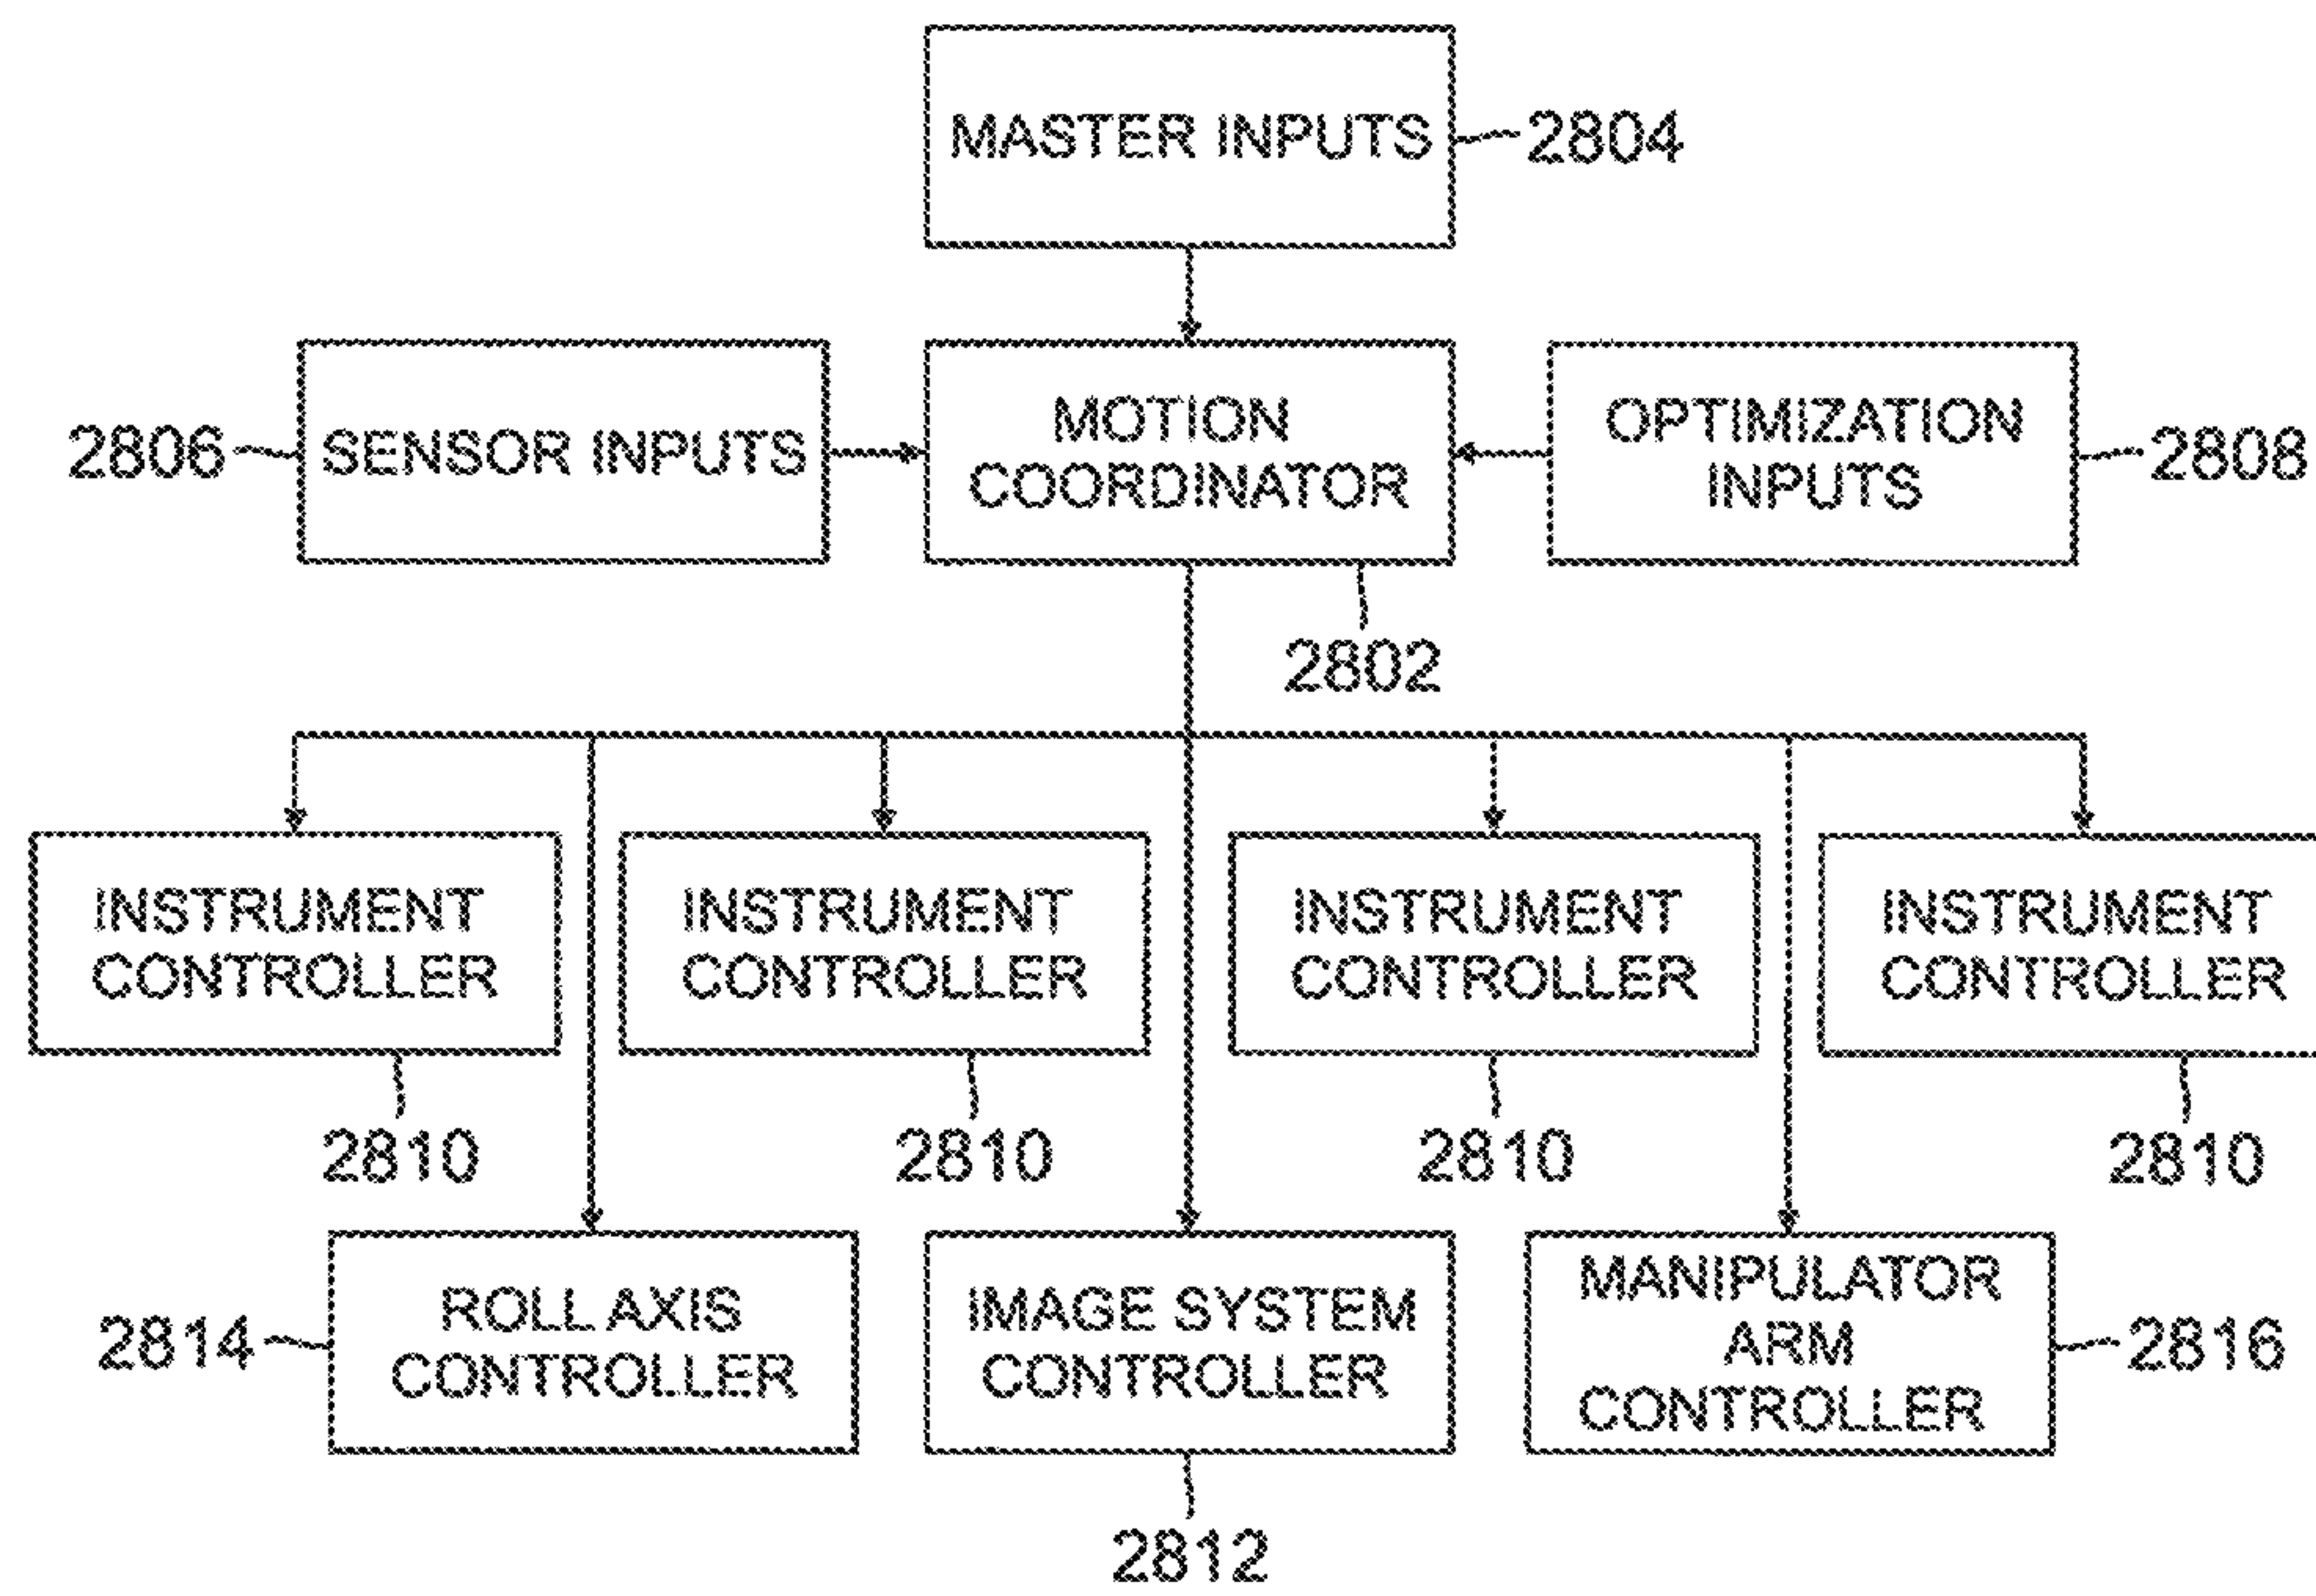 MASTER INPUTS
2804
2806
SENSOR INPUTS
MOTION
COORDINATOR
OPTIMIZATION
INPUTS
2808
2802
INSTRUMENT
CONTROLLER
INSTRUMENT
CONTROLLER
INSTRUMENT
CONTROLLER
INSTRUMENT
CONTROLLER
2810
2810
2810
2810
2814
ROLL AXIS
CONTROLLER
IMAGE SYSTEM
CONTROLLER
MANIPULATOR
ARM
CONTROLLER
2816
2812